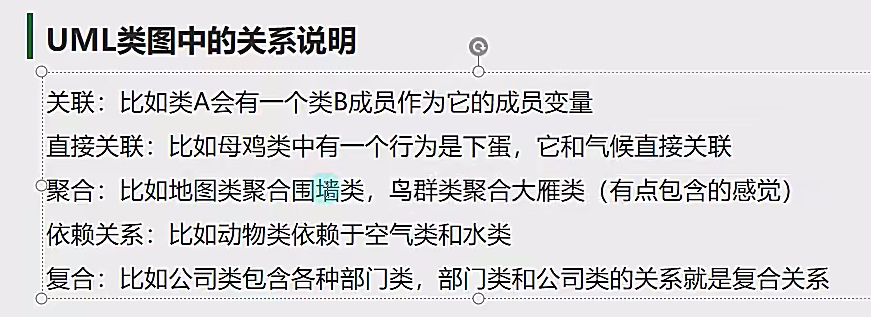 UML类图中的关系说明
关联：比如类A会有一个类B成员作为它的成员变量
直接关联：比如母鸡类中有一个行为是下蛋，它和气候直接关联
聚合：比如地图类聚合围墙类，鸟群类聚合大雁类（有点包含的感觉）
依赖关系：比如动物类依赖于空气类和水类
复合：比如公司类包含各种部门类，部门类和公司类的关系就是复合关系